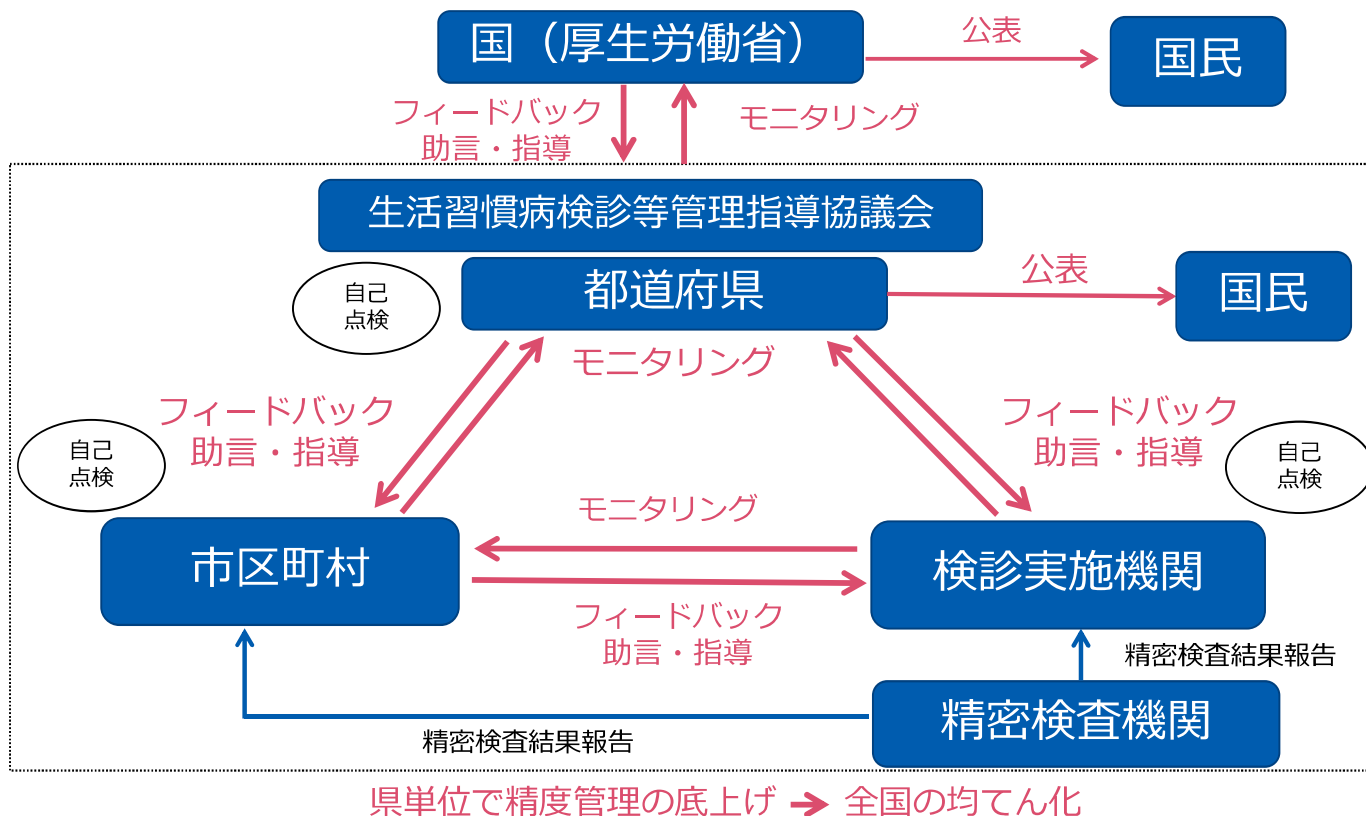 国（厚生労働省）
公表
国民
フィードバック
助言・指導
モニタリング
生活習慣病検診等管理指導協議会
自己
点検
都道府県
公表
国民
モニタリング
フィードバック
助言・指導
フィードバック
助言・指導
自己
点検
自己
点検
モニタリング
市区町村
検診実施機関
フィードバック
助言・指導
精密検査結果報告
精密検査機関
精密検査結果報告
県単位で精度管理の底上げ ➔ 全国の均てん化